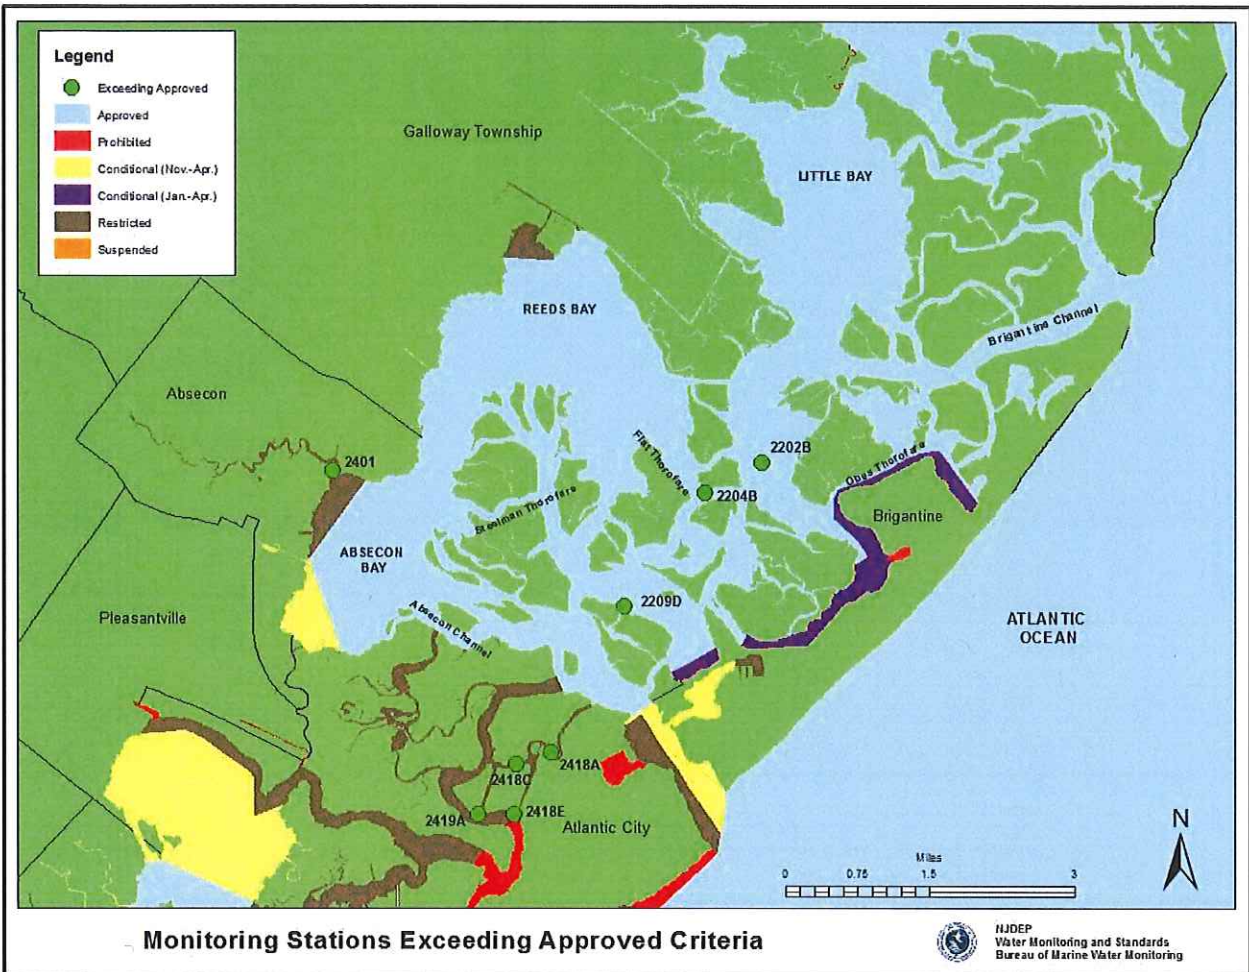 Legend
Exceeding Approved
Approved
Prohibited
Conditional (Nov.-Apr.)
Conditional (Jan.-Apr.)
Restricted
Suspended
Galloway Township
LITTLE BAY
REEDS BAY
Brigantine Channel
Absecon
2401
Flat Thorofare
2202B
2204B
Obes Thorofare
Steelman Thorofare
Brigantine
ABSECON
BAY
2209D
Absecon Channel
Pleasantville
ATLANTIC
OCEAN
2418A
2418C
2419A
2418E
Atlantic City
N
Miles
0 0.75 1.5 3
Monitoring Stations Exceeding Approved Criteria
NJDEP
Water Monitoring and Standards
Bureau of Marine Water Monitoring